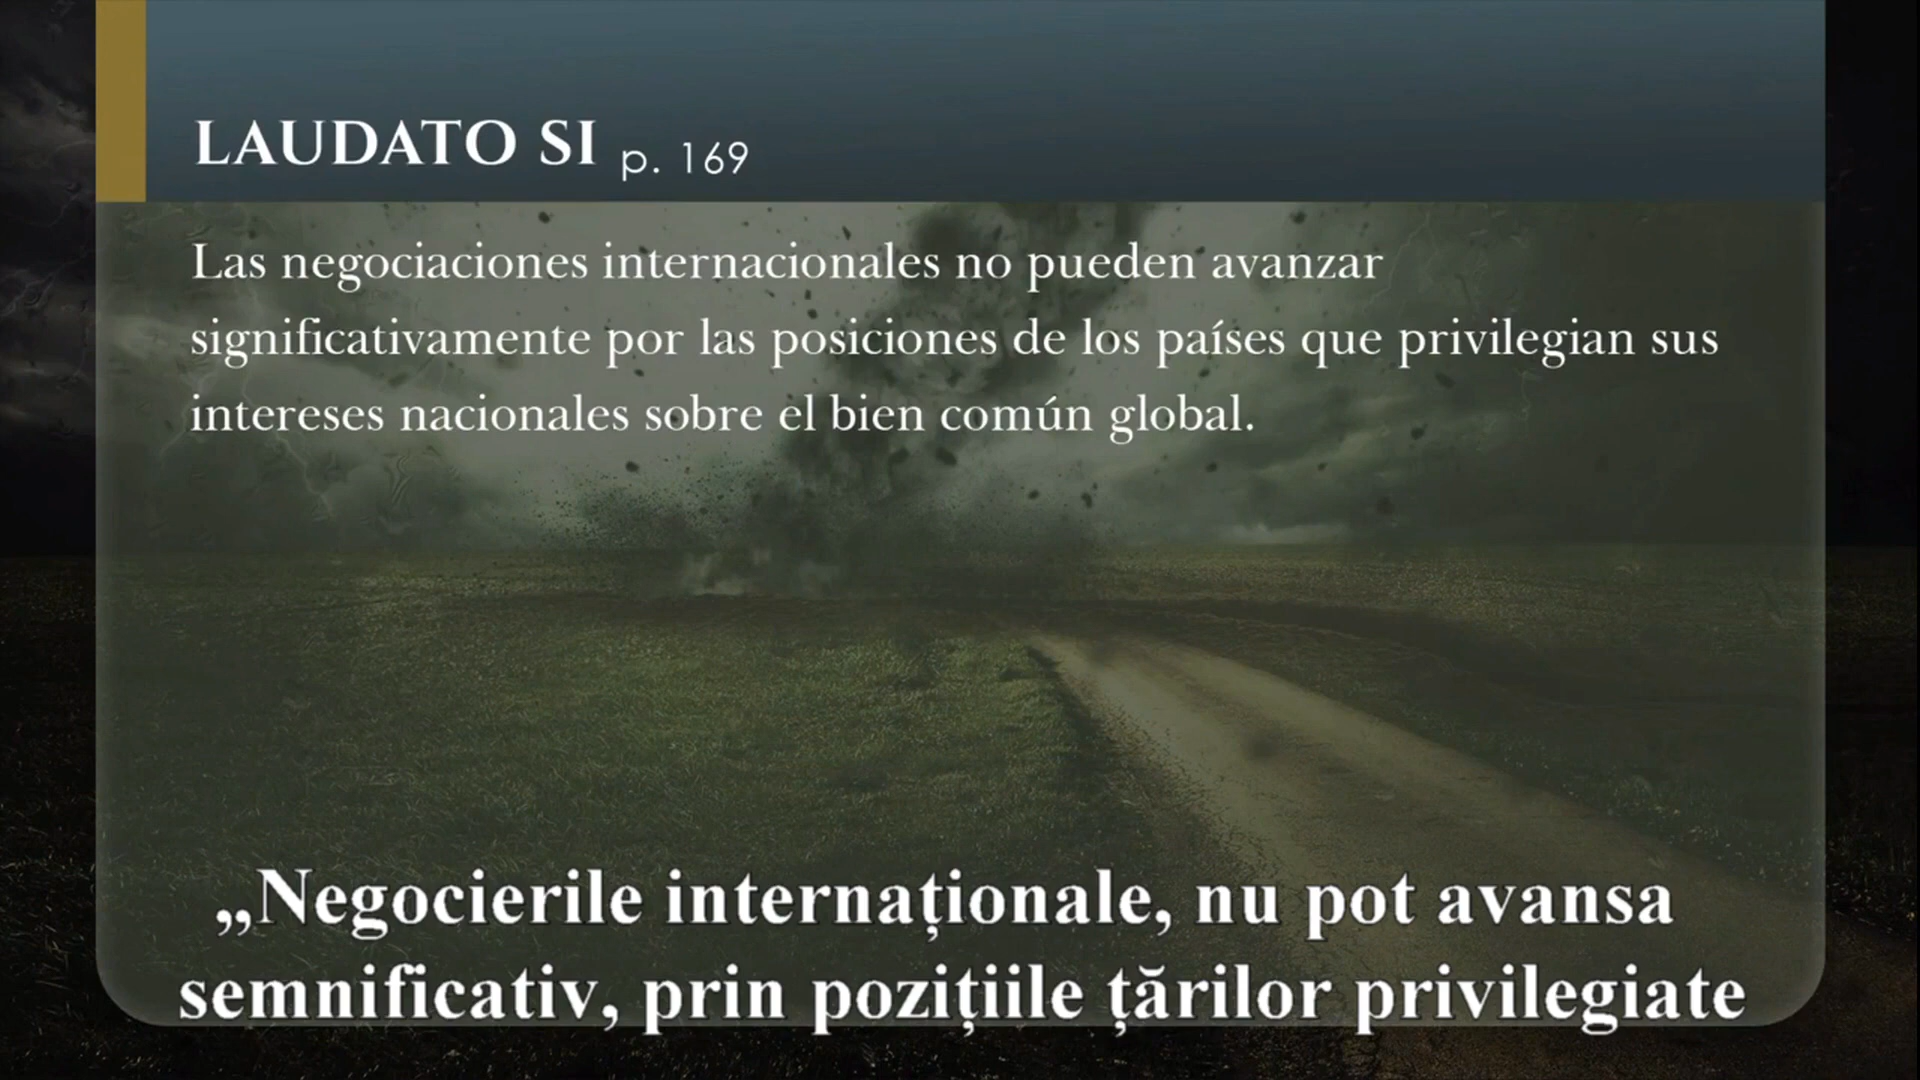 LAUDATO SI p. 169
Las negociaciones internacionales no pueden avanzar
significativamente por las posiciones de los países que privilegian sus
intereses nacionales sobre el bien común global.
„Negocierile internaționale, nu pot avansa
semnificativ, prin pozițiile țărilor privilegiate